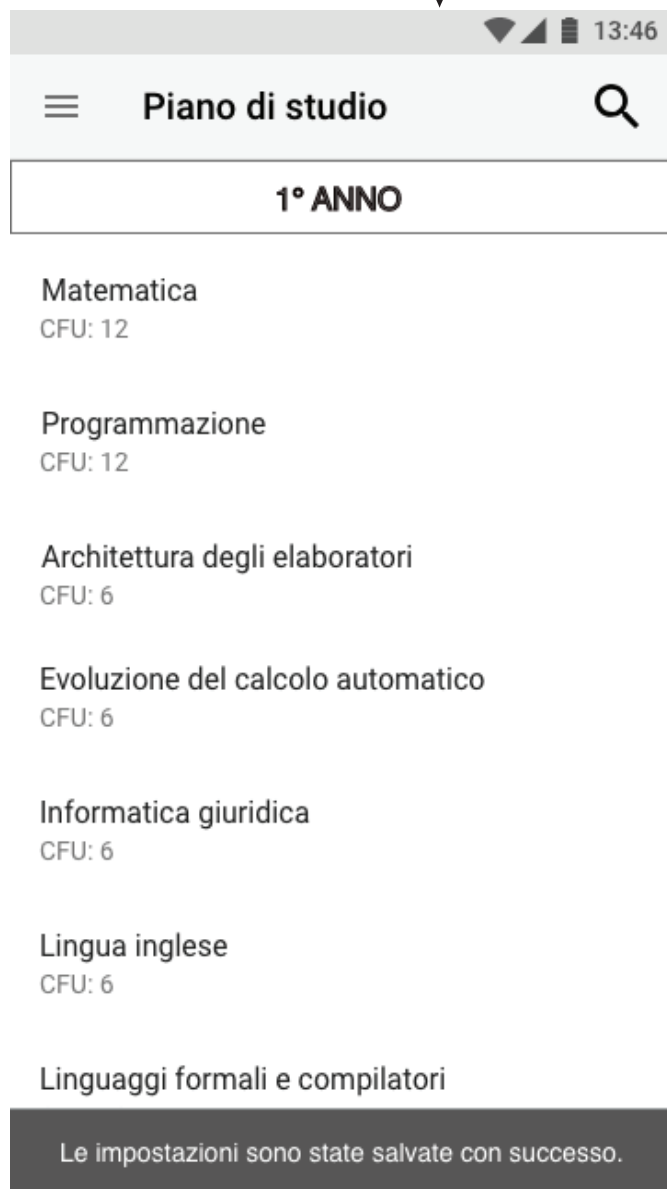 13:46
Piano di studio
1° ANNO
Matematica
CFU: 12
Programmazione
CFU: 12
Architettura degli elaboratori
CFU: 6
Evoluzione del calcolo automatico
CFU: 6
Informatica giuridica
CFU: 6
Lingua inglese
CFU: 6
Linguaggi formali e compilatori
Le impostazioni sono state salvate con successo.